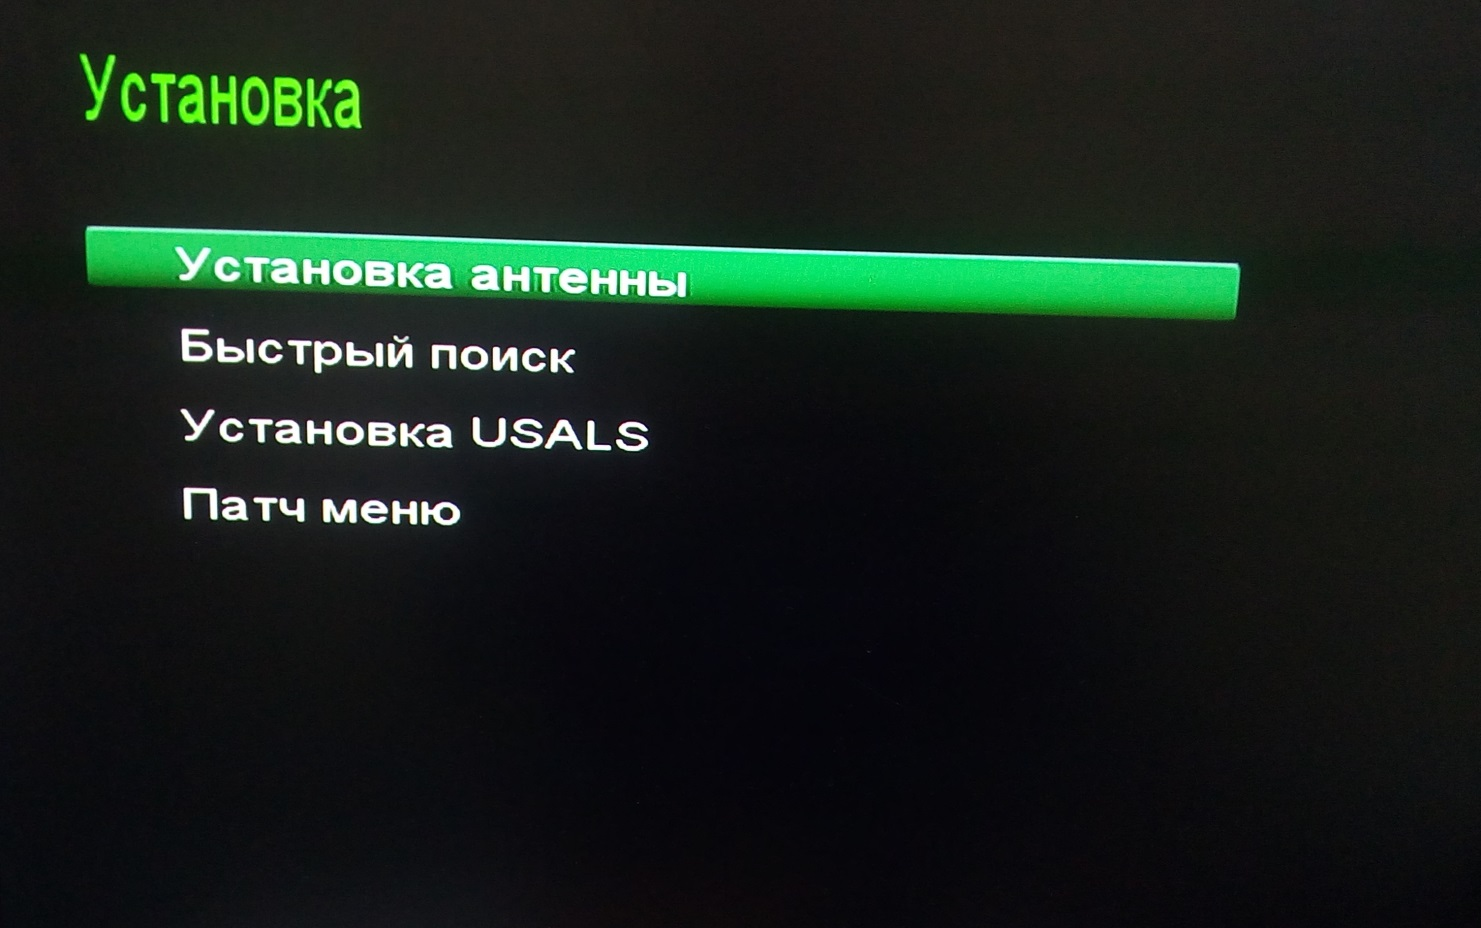 Установка
Установка антенны
Быстрый поиск
Установка USALS
Патч меню